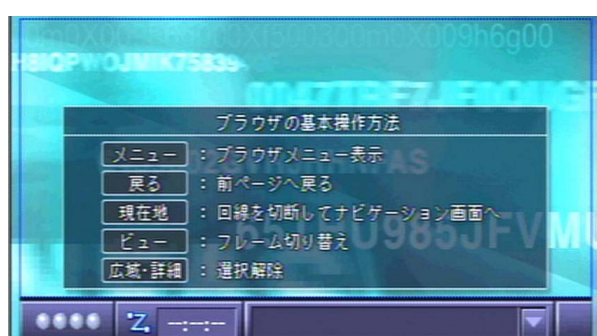 H8IQPWOJMIK75839-
ブラウザの基本操作方法
メニュー : ブラウザメニュー表示
戻る : 前ページへ戻る
現在地 : 回線を切断してナビゲーション画面へ
ビュー : フレーム切り替え
広域・詳細 : 選択解除
Z --:--:--